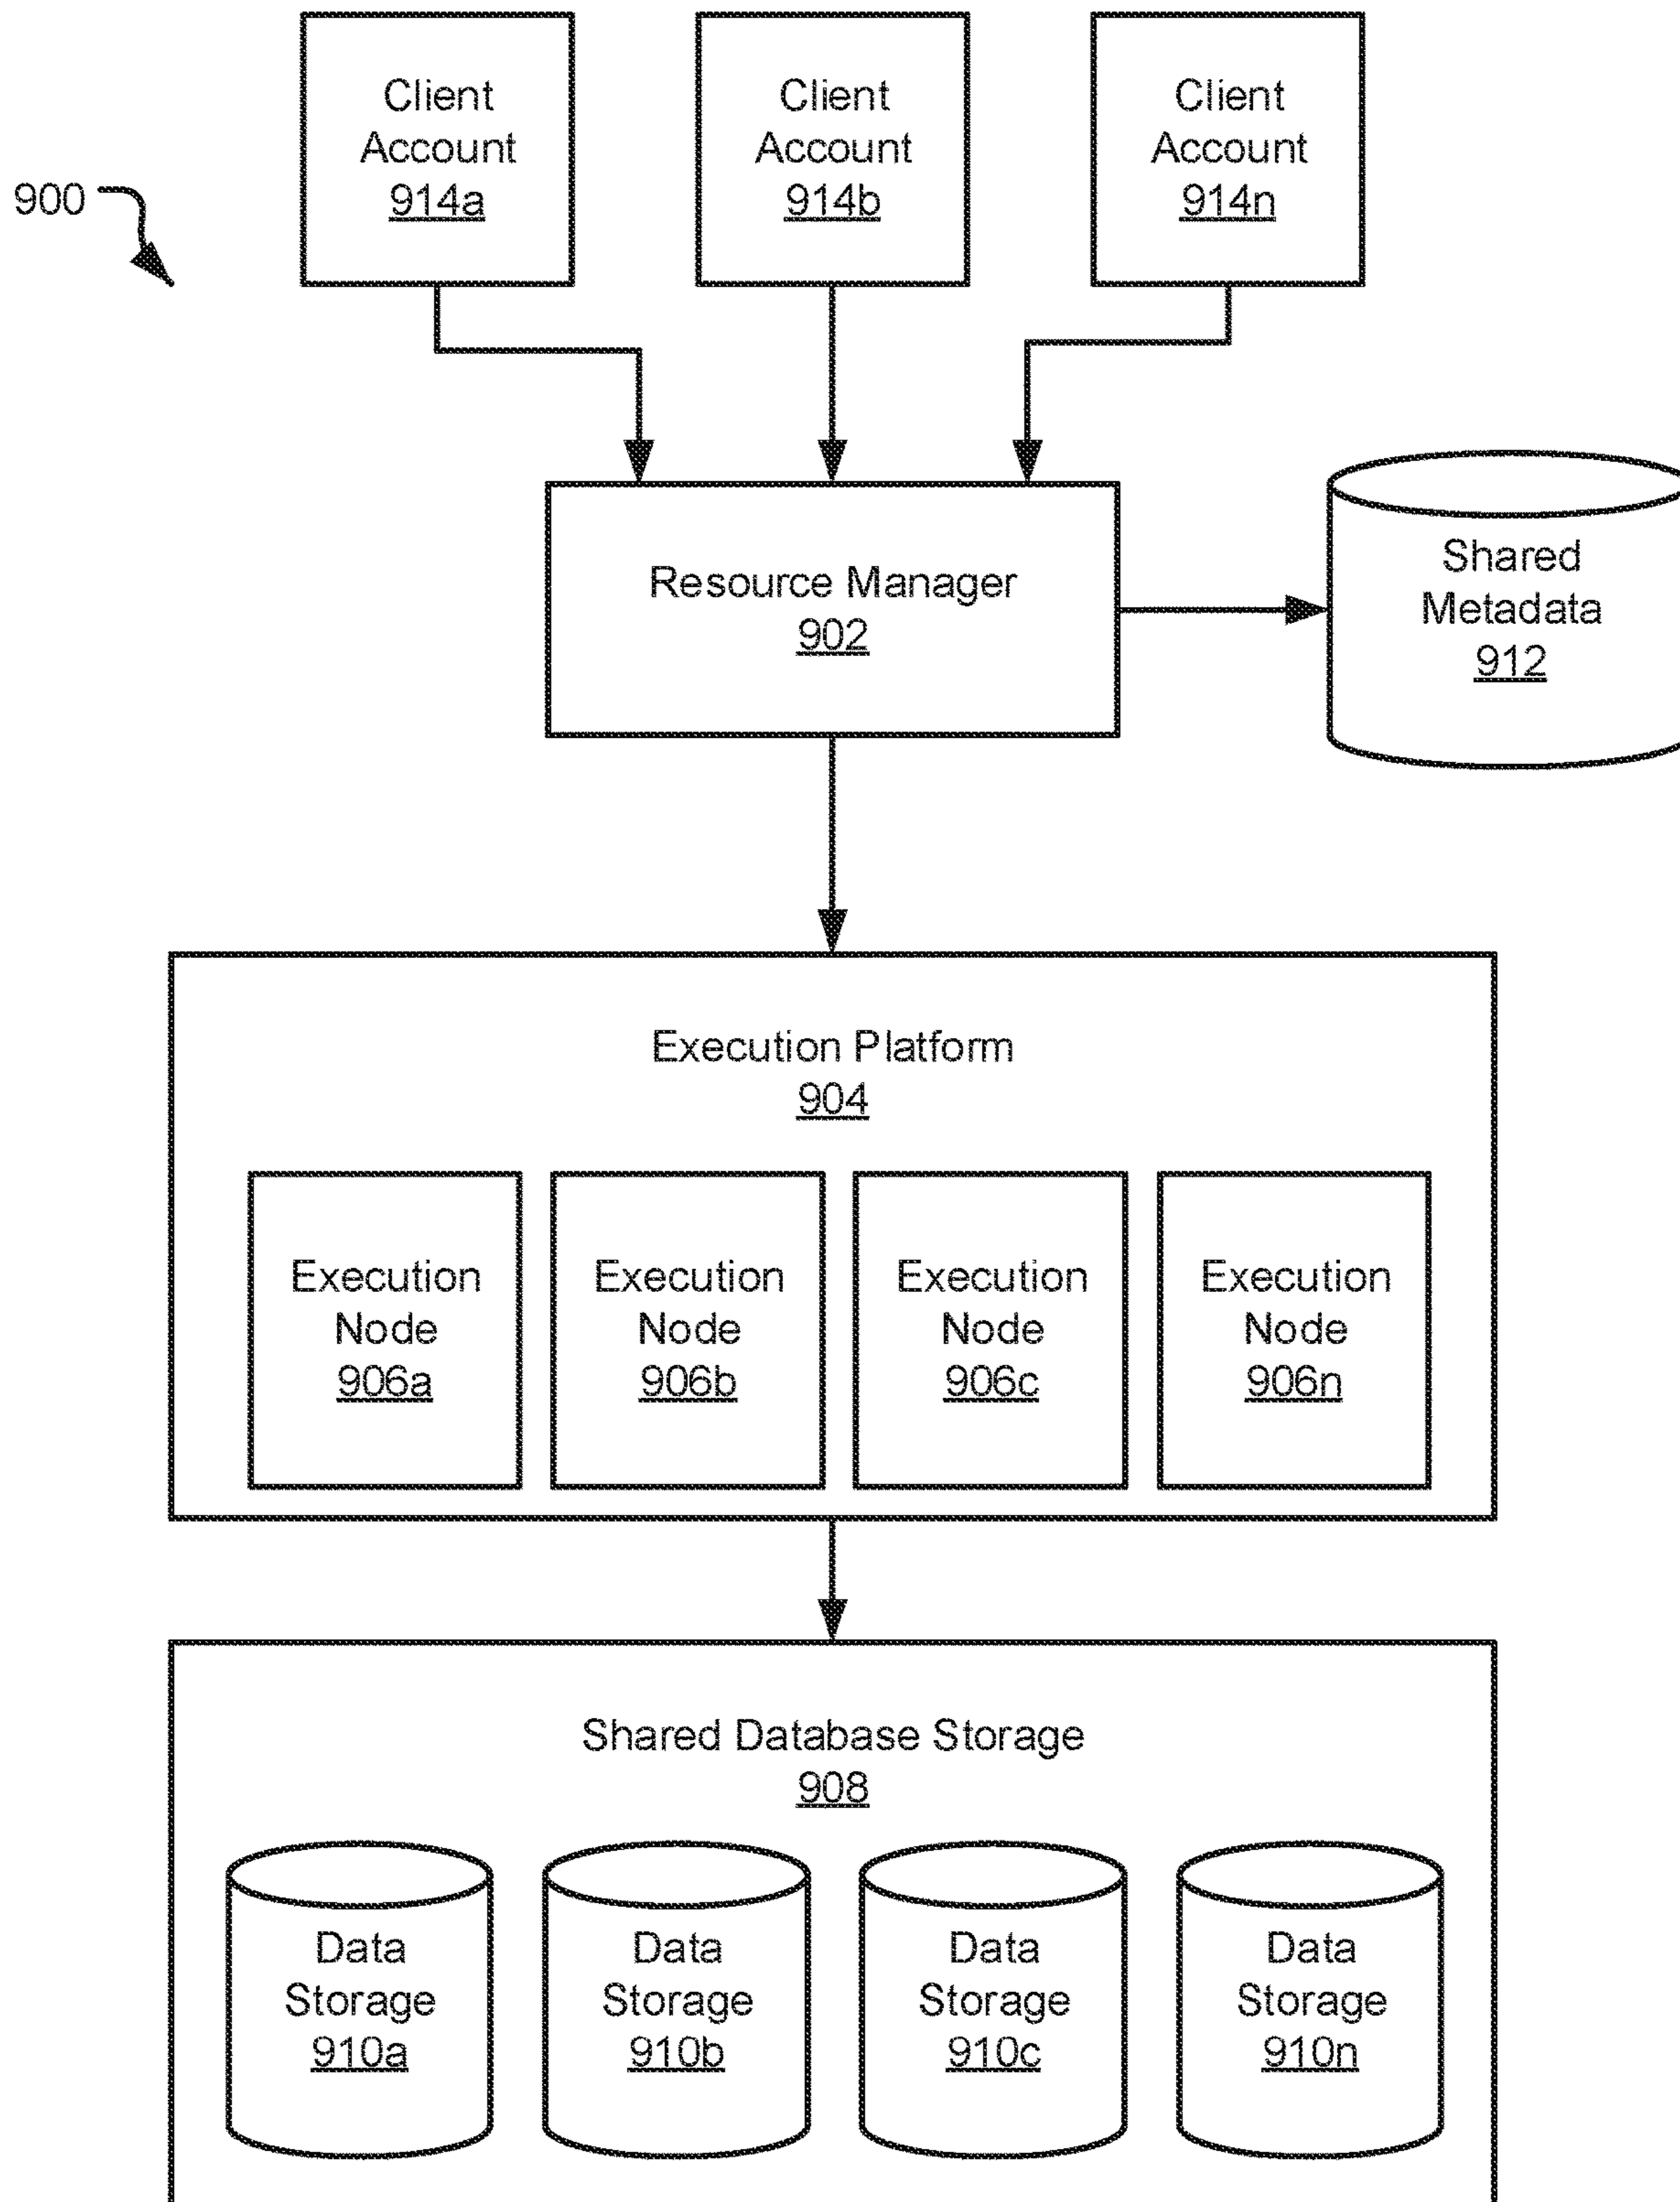 Client
Account
914a
Client
Account
914b
Client
Account
914n
900
Resource Manager
902
Shared
Metadata
912
Execution Platform
904
Execution
Node
906a
Execution
Node
906b
Execution
Node
906c
Execution
Node
906n
Shared Database Storage
908
Data
Storage
910a
Data
Storage
910b
Data
Storage
910c
Data
Storage
910n